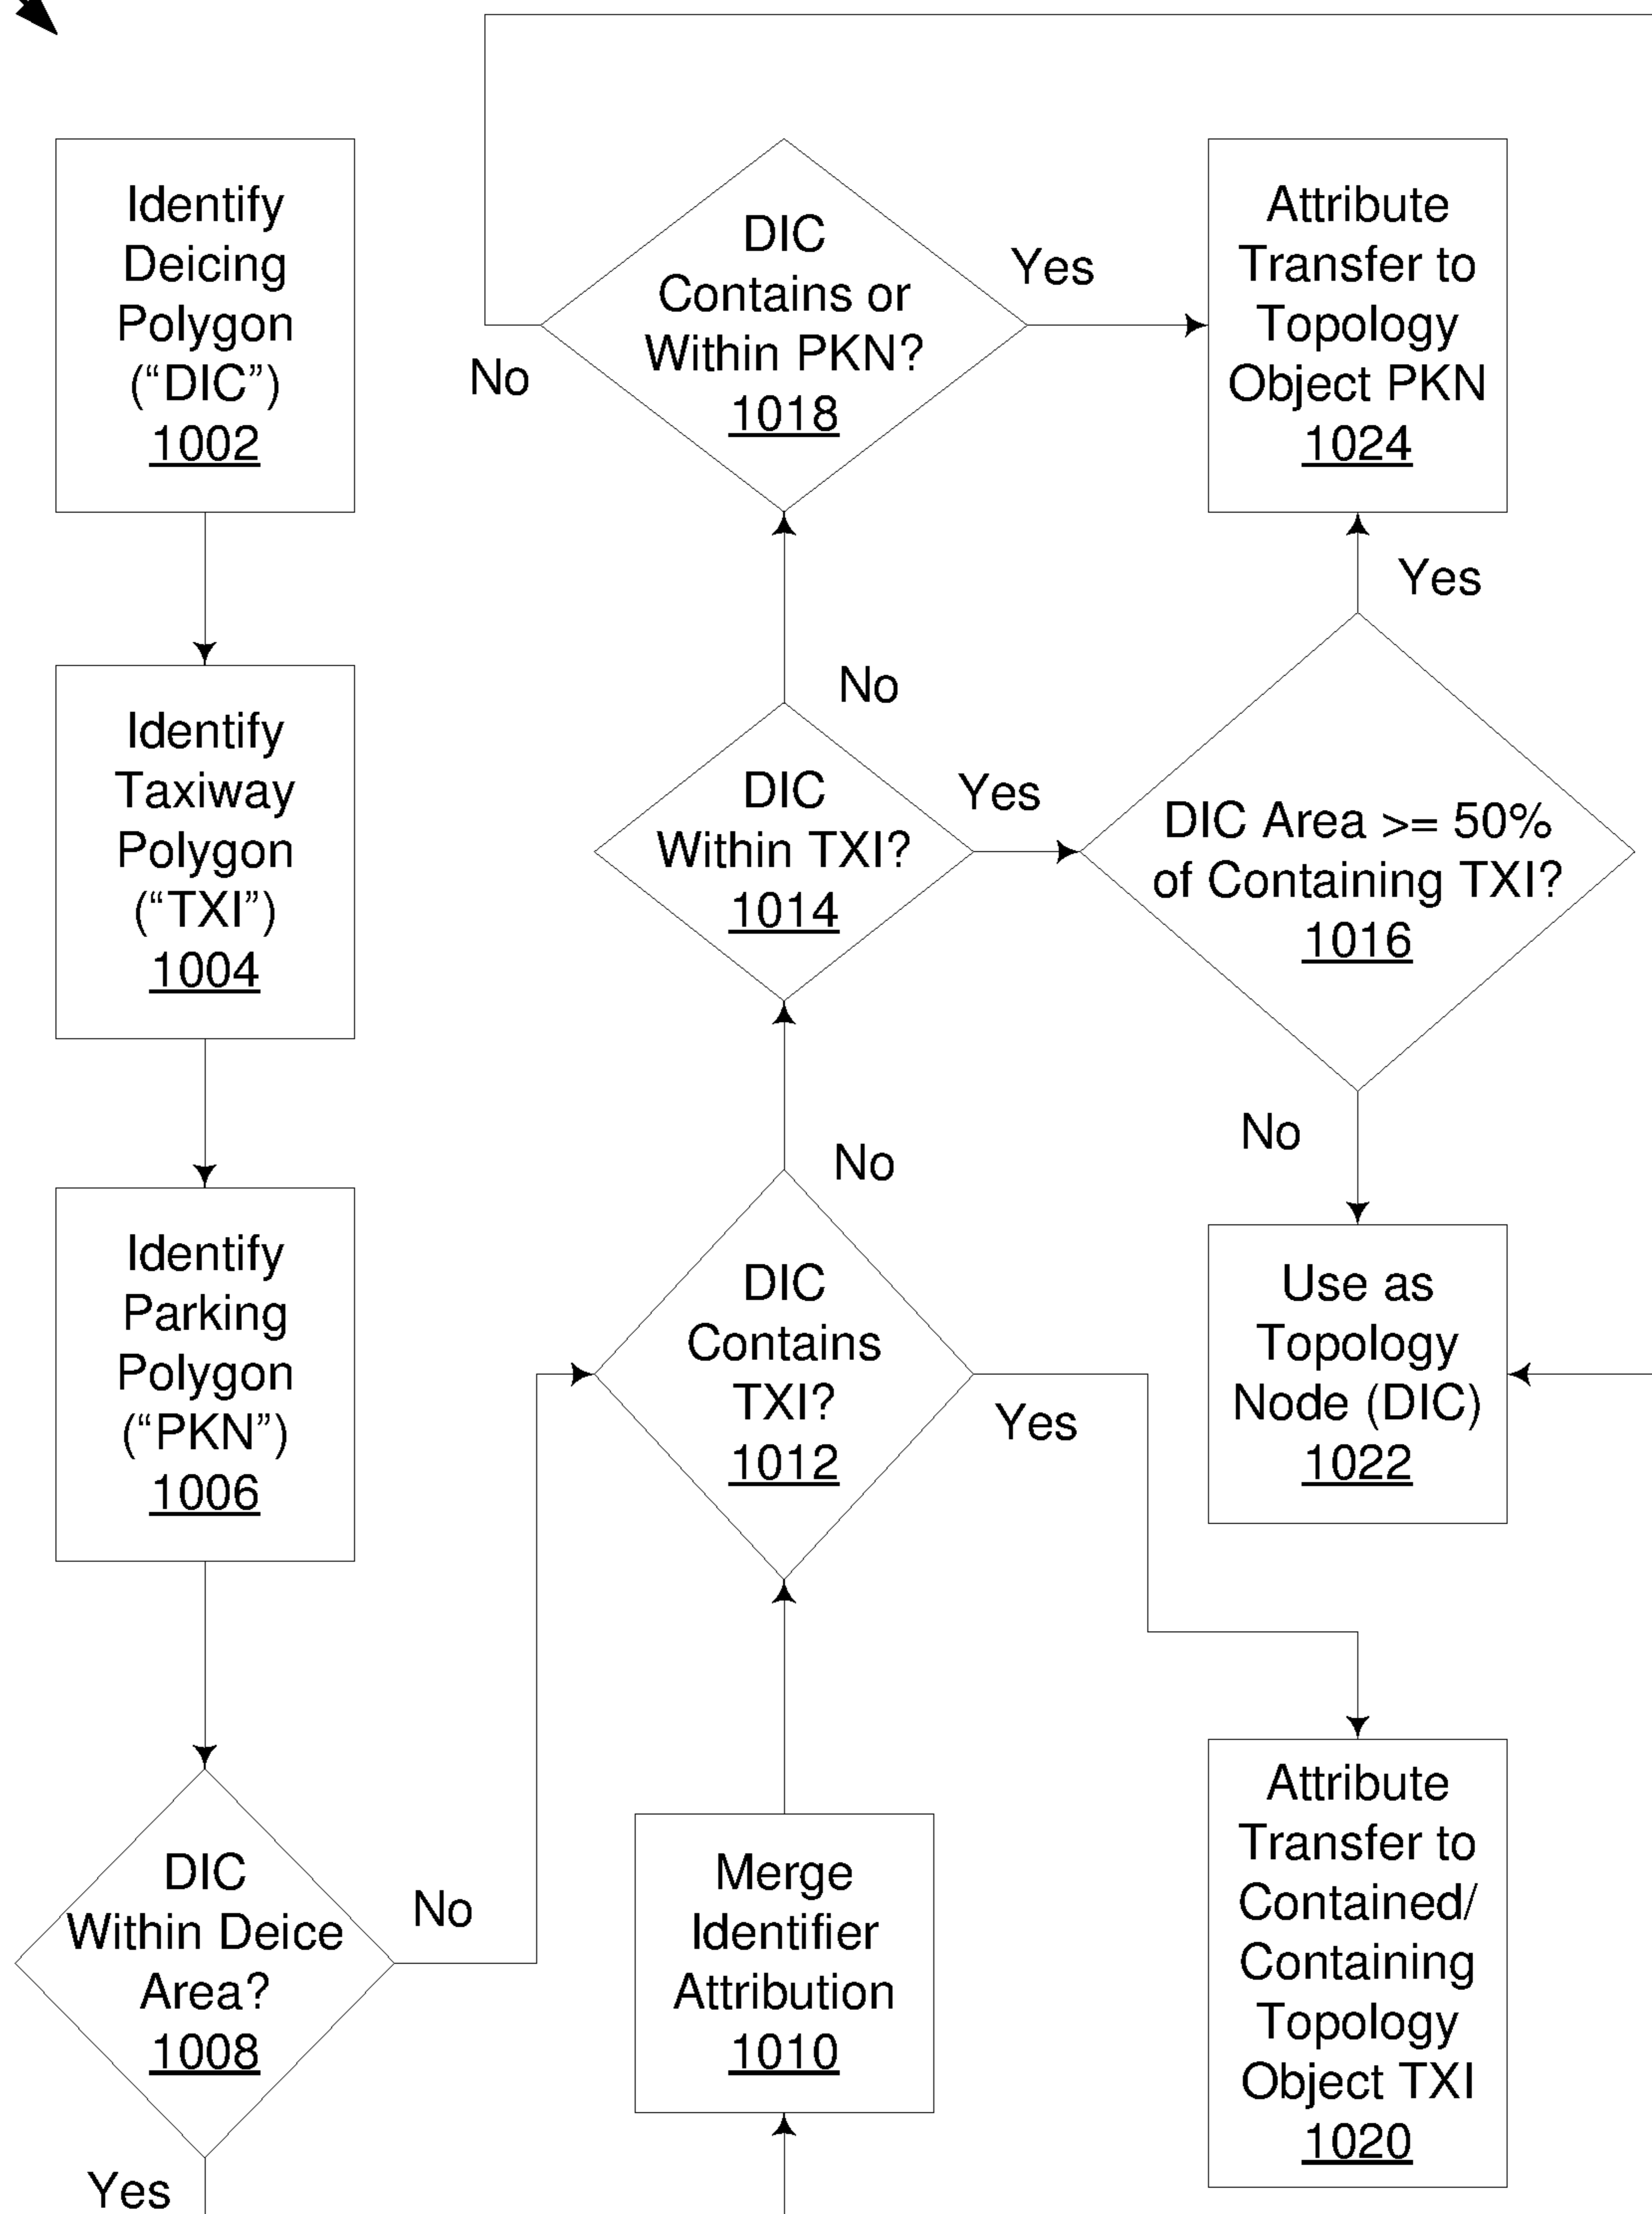 Identify
Deicing
Polygon
(“DIC”)
1002
Identify
Taxiway
Polygon
(“TXI”)
1004
Identify
Parking
Polygon
(“PKN”)
1006
DIC
Within Deice
Area?
1008
No
Yes
Merge
Identifier
Attribution
1010
DIC
Contains
TXI?
1012
No
Yes
DIC
Within TXI?
1014
No
Yes
DIC Area >= 50%
of Containing TXI?
1016
Yes
No
DIC
Contains or
Within PKN?
1018
No
Yes
Attribute
Transfer to
Contained/
Containing
Topology
Object TXI
1020
Use as
Topology
Node (DIC)
1022
Attribute
Transfer to
Topology
Object PKN
1024